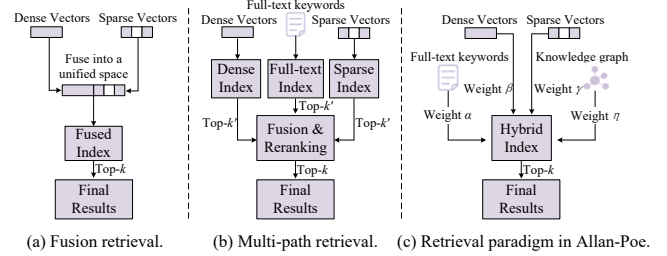 Dense Vectors
Sparse Vectors
Fuse into a
unified space
Fused
Index
Top-k
Final
Results
(a) Fusion retrieval.
Full-text keywords
Dense Vectors
Sparse Vectors
Dense
Index
Full-text
Index
Sparse
Index
Top-k'
Top-k'
Top-k'
Fusion &
Reranking
Top-k
Final
Results
(b) Multi-path retrieval.
Dense Vectors
Sparse Vectors
Full-text keywords
Knowledge graph
Weight β
Weight γ
Weight α
Weight η
Hybrid
Index
Top-k
Final
Results
(c) Retrieval paradigm in Allan-Poe.